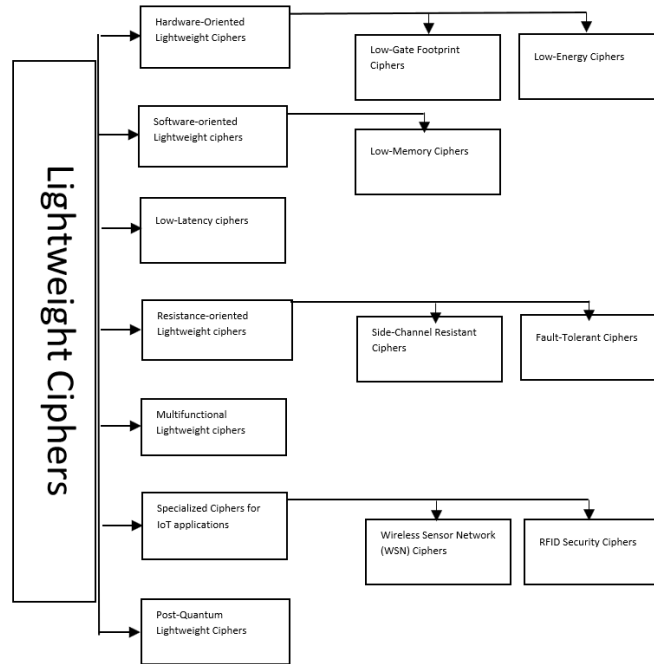 Lightweight Ciphers
Hardware-Oriented
Lightweight Ciphers
Low-Gate Footprint
Ciphers
Low-Energy Ciphers
Software-oriented
Lightweight ciphers
Low-Memory Ciphers
Low-Latency ciphers
Resistance-oriented
Lightweight ciphers
Side-Channel Resistant
Ciphers
Fault-Tolerant Ciphers
Multifunctional
Lightweight ciphers
Specialized Ciphers for
IoT applications
Wireless Sensor Network
(WSN) Ciphers
RFID Security Ciphers
Post-Quantum
Lightweight Ciphers